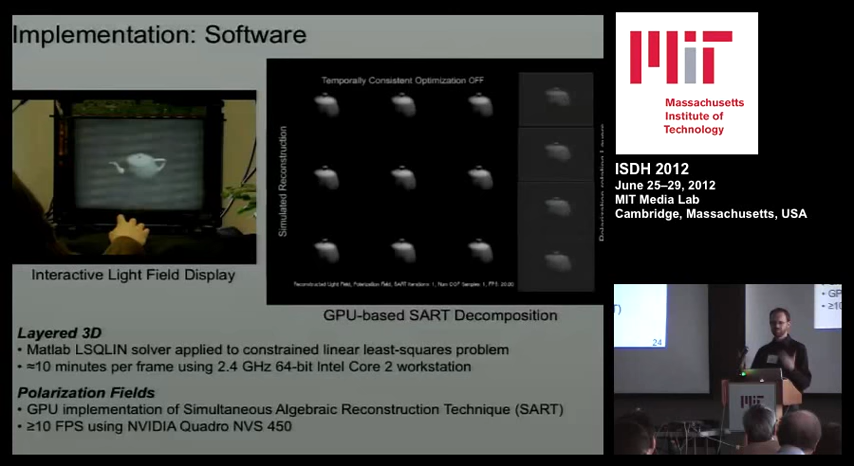 Implementation: Software
Temporally Consistent Optimization OFF
Simulated Reconstruction
Interactive Light Field Display
GPU-based SART Decomposition
Layered 3D
• Matlab LSQLIN solver applied to constrained linear least-squares problem
• ≈10 minutes per frame using 2.4 GHz 64-bit Intel Core 2 workstation
Polarization Fields
• GPU implementation of Simultaneous Algebraic Reconstruction Technique (SART)
• ≥10 FPS using NVIDIA Quadro NVS 450
Massachusetts
Institute of
Technology
ISDH 2012
June 25–29, 2012
MIT Media Lab
Cambridge, Massachusetts, USA
24